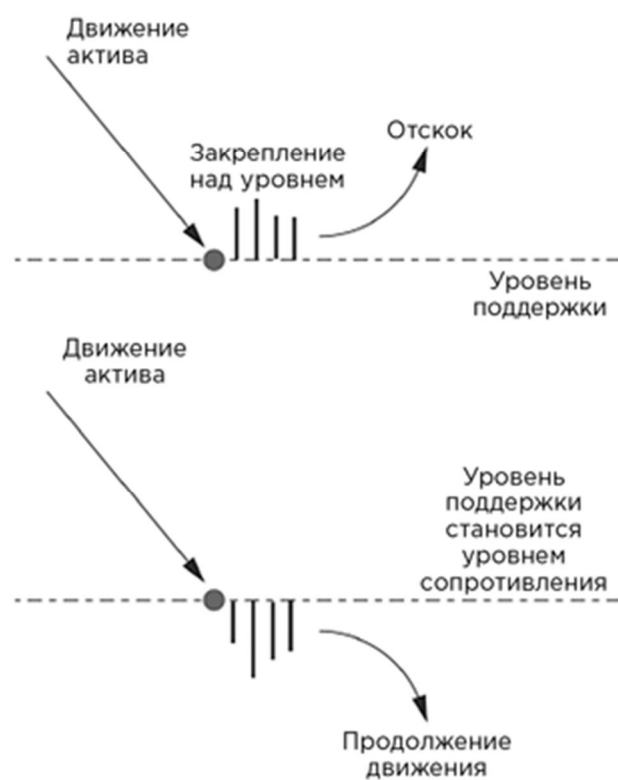 Движение
актива
Отскок
Закрепление
над уровнем
Уровень
поддержки
Движение
актива
Уровень
поддержки
становится
уровнем
сопротивления
Продолжение
движения